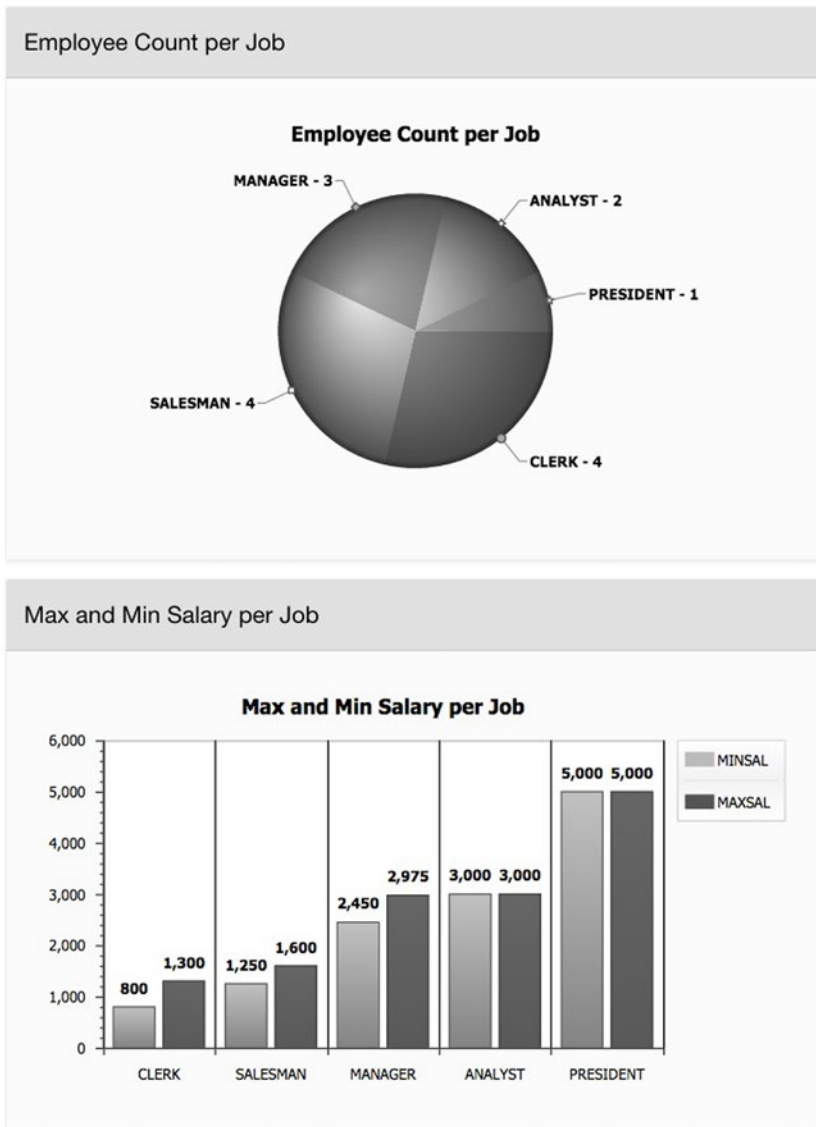 Employee Count per Job
Employee Count per Job
MANAGER - 3
ANALYST - 2
PRESIDENT - 1
SALESMAN - 4
CLERK - 4
Max and Min Salary per Job
Max and Min Salary per Job
6,000
5,000
4,000
3,000
2,000
1,000
0
800
1,300
1,250
1,600
2,450
2,975
3,000
3,000
5,000
5,000
CLERK
SALESMAN
MANAGER
ANALYST
PRESIDENT
MINSAL
MAXSAL